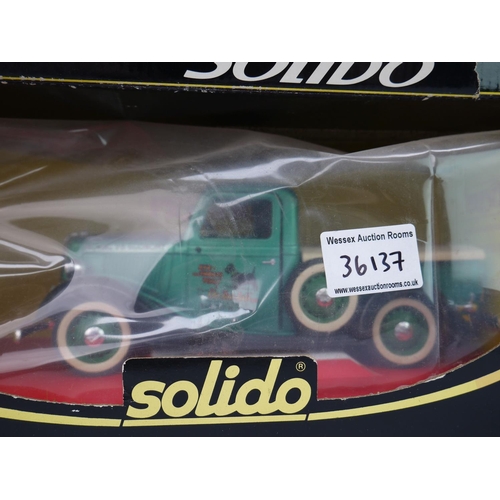 SOLIDO
Wessex Auction Rooms
36137
www.wessexauctionrooms.co.uk
solido®